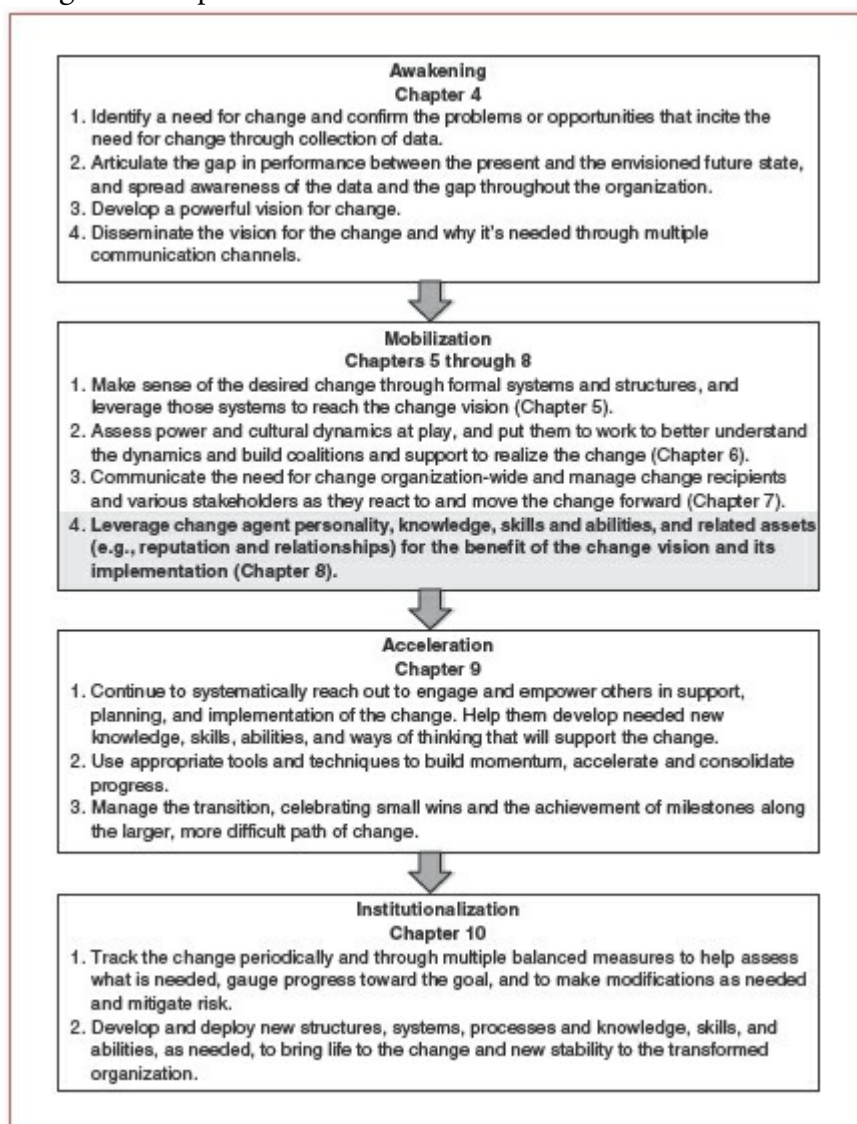 Awakening
Chapter 4
1. Identify a need for change and confirm the problems or opportunities that incite the
need for change through collection of data.
2. Articulate the gap in performance between the present and the envisioned future state,
and spread awareness of the data and the gap throughout the organization.
3. Develop a powerful vision for change.
4. Disseminate the vision for the change and why it's needed through multiple
communication channels.
Mobilization
Chapters 5 through 8
1. Make sense of the desired change through formal systems and structures, and
leverage those systems to reach the change vision (Chapter 5).
2. Assess power and cultural dynamics at play, and put them to work to better understand
the dynamics and build coalitions and support to realize the change (Chapter 6).
3. Communicate the need for change organization-wide and manage change recipients
and various stakeholders as they react to and move the change forward (Chapter 7).
4. Leverage change agent personality, knowledge, skills and abilities, and related assets
(e.g., reputation and relationships) for the benefit of the change vision and its
implementation (Chapter 8).
Acceleration
Chapter 9
1. Continue to systematically reach out to engage and empower others in support,
planning, and implementation of the change. Help them develop needed new
knowledge, skills, abilities, and ways of thinking that will support the change.
2. Use appropriate tools and techniques to build momentum, accelerate and consolidate
progress.
3. Manage the transition, celebrating small wins and the achievement of milestones along
the larger, more difficult path of change.
Institutionalization
Chapter 10
1. Track the change periodically and through multiple balanced measures to help assess
what is needed, gauge progress toward the goal, and to make modifications as needed
and mitigate risk.
2. Develop and deploy new structures, systems, processes and knowledge, skills, and
abilities, as needed, to bring life to the change and new stability to the transformed
organization.